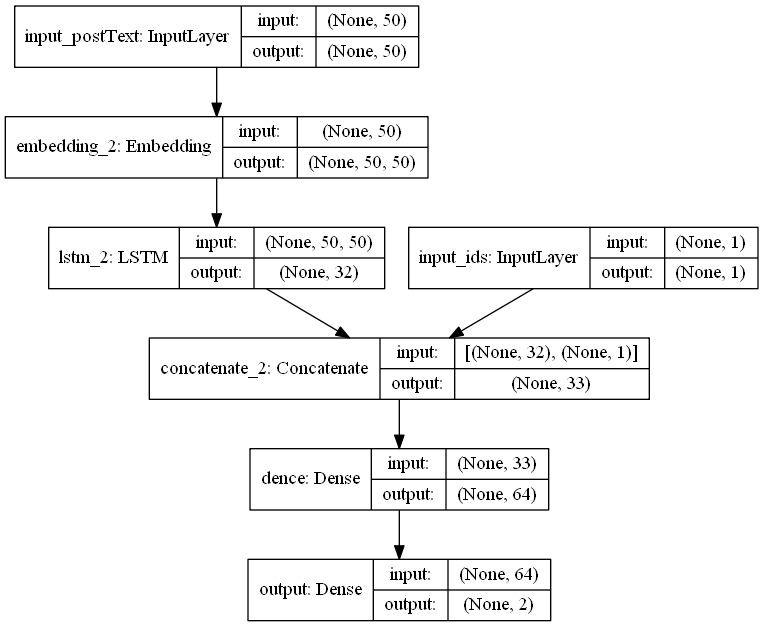 input_postText: InputLayer
input: (None, 50)
output: (None, 50)
embedding_2: Embedding
input: (None, 50)
output: (None, 50, 50)
lstm_2: LSTM
input: (None, 50, 50)
output: (None, 32)
input_ids: InputLayer
input: (None, 1)
output: (None, 1)
concatenate_2: Concatenate
input: [(None, 32), (None, 1)]
output: (None, 33)
dence: Dense
input: (None, 33)
output: (None, 64)
output: Dense
input: (None, 64)
output: (None, 2)